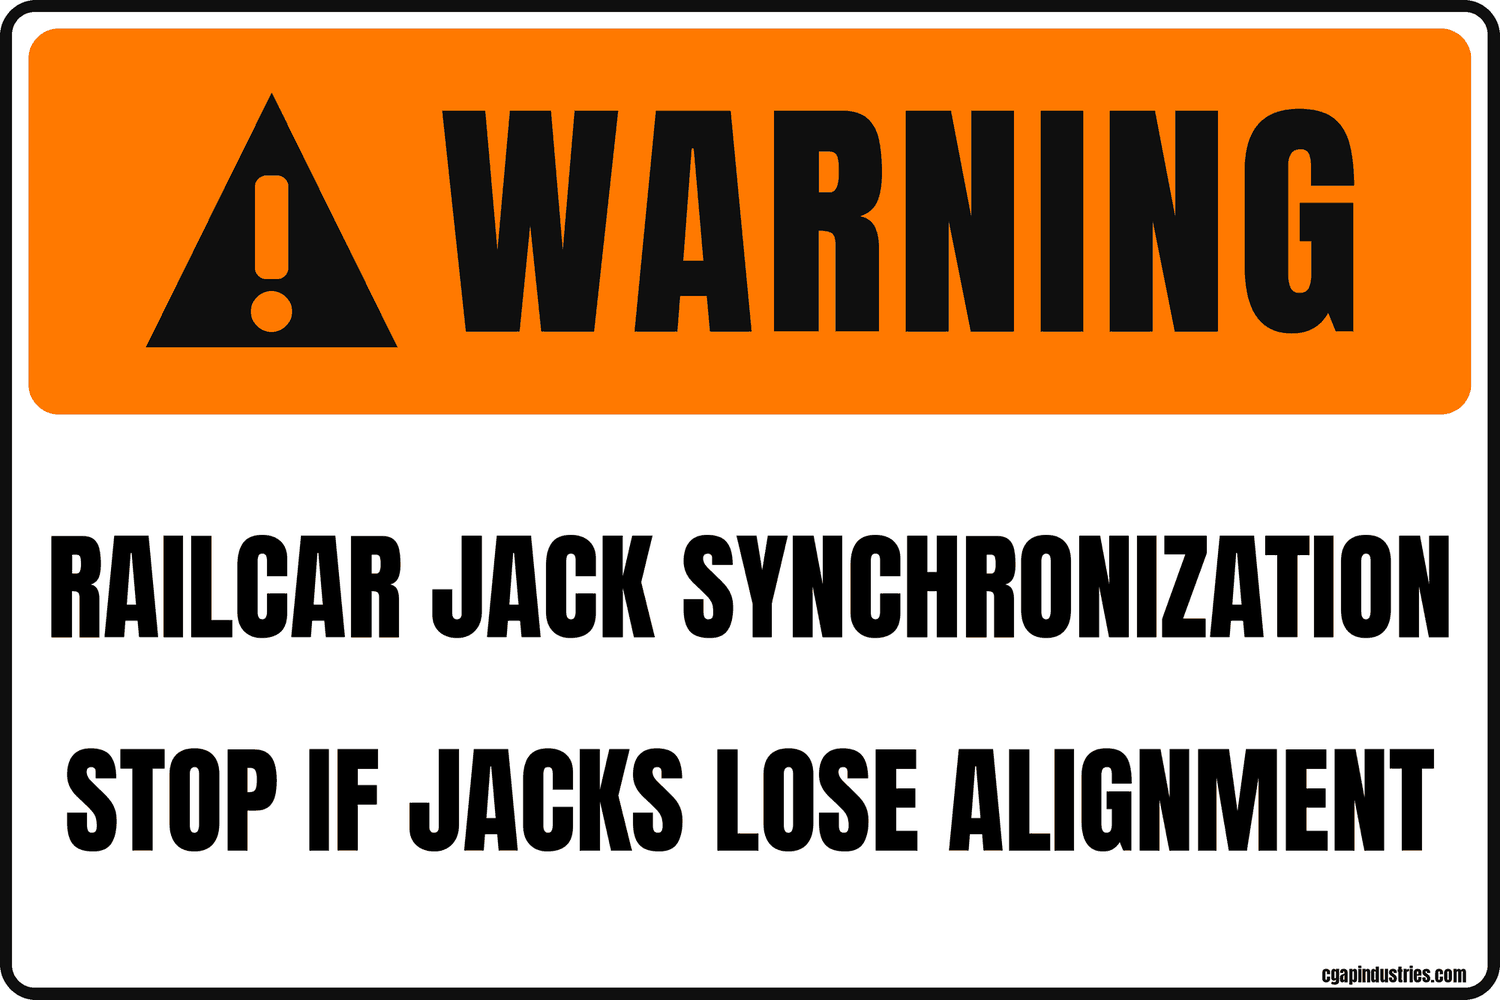 WARNING
RAILCAR JACK SYNCHRONIZATION
STOP IF JACKS LOSE ALIGNMENT
cgapindustries.com